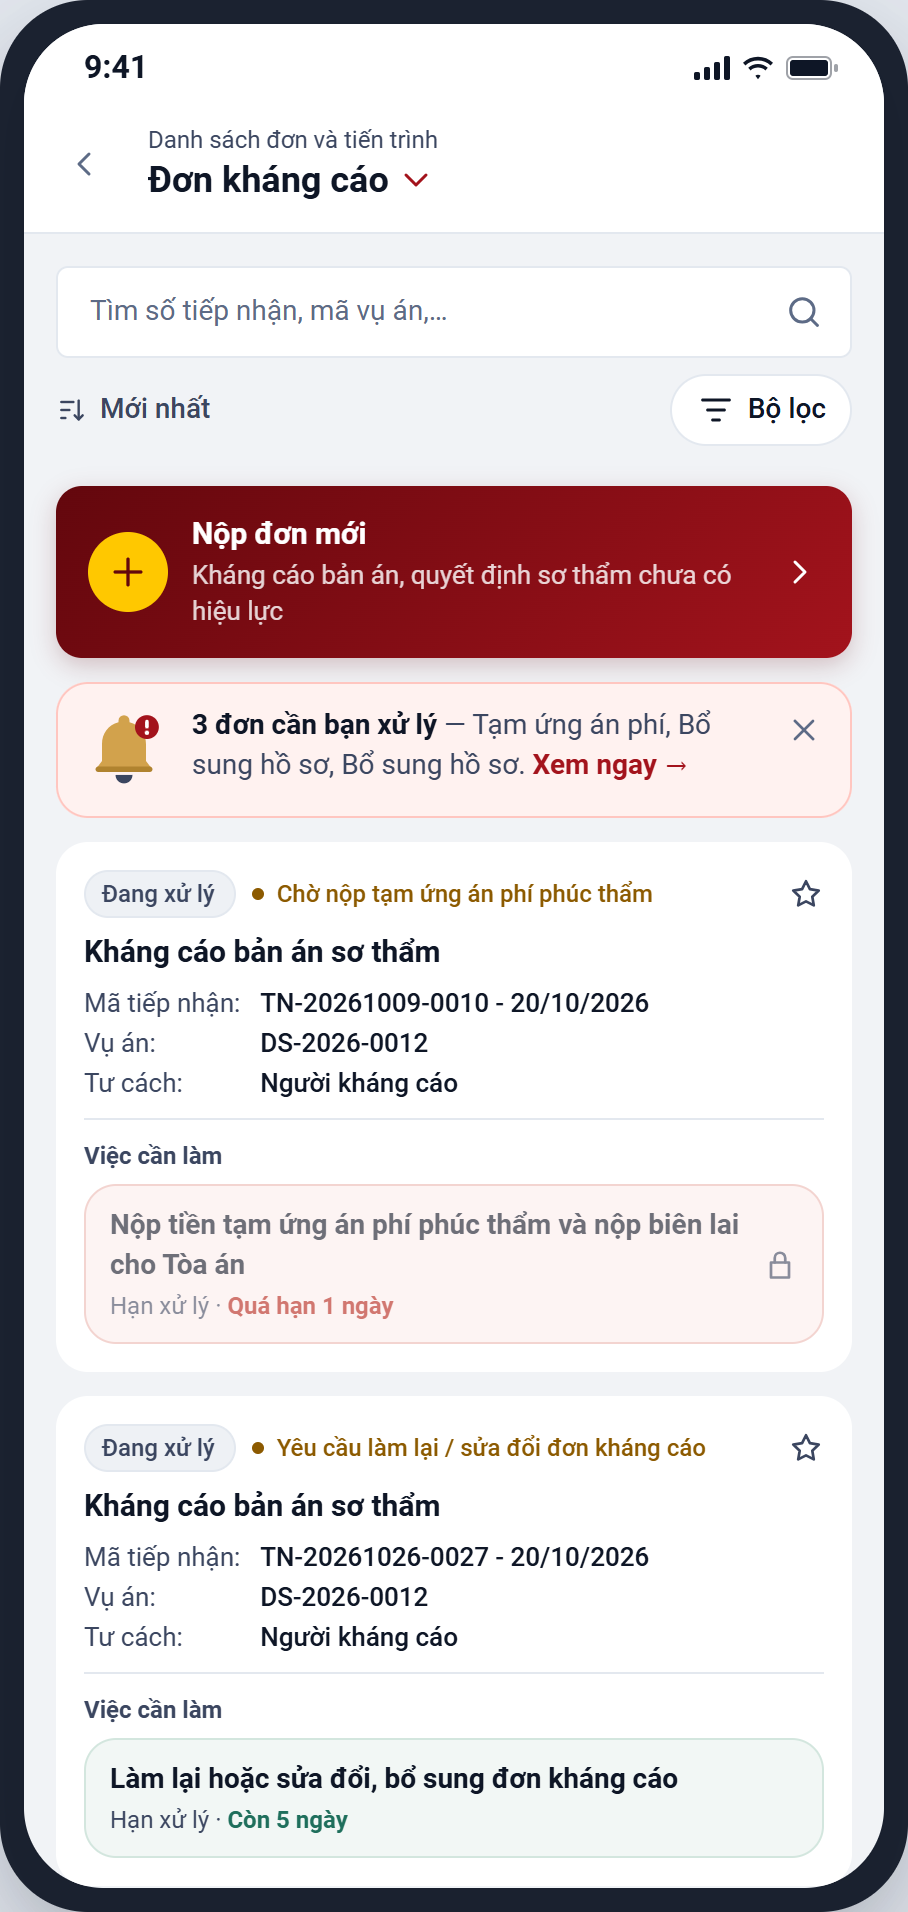 9:41
Danh sách đơn và tiến trình
Đơn kháng cáo
Tìm số tiếp nhận, mã vụ án,...
Mới nhất
Bộ lọc
Nộp đơn mới
Kháng cáo bản án, quyết định sơ thẩm chưa có
hiệu lực
3 đơn cần bạn xử lý — Tạm ứng án phí, Bổ
sung hồ sơ, Bổ sung hồ sơ. Xem ngay →
Đang xử lý
Chờ nộp tạm ứng án phí phúc thẩm
Kháng cáo bản án sơ thẩm
Mã tiếp nhận: TN-20261009-0010 - 20/10/2026
Vụ án: DS-2026-0012
Tư cách: Người kháng cáo
Việc cần làm
Nộp tiền tạm ứng án phí phúc thẩm và nộp biên lai
cho Tòa án
Hạn xử lý · Quá hạn 1 ngày
Đang xử lý
Yêu cầu làm lại / sửa đổi đơn kháng cáo
Kháng cáo bản án sơ thẩm
Mã tiếp nhận: TN-20261026-0027 - 20/10/2026
Vụ án: DS-2026-0012
Tư cách: Người kháng cáo
Việc cần làm
Làm lại hoặc sửa đổi, bổ sung đơn kháng cáo
Hạn xử lý · Còn 5 ngày